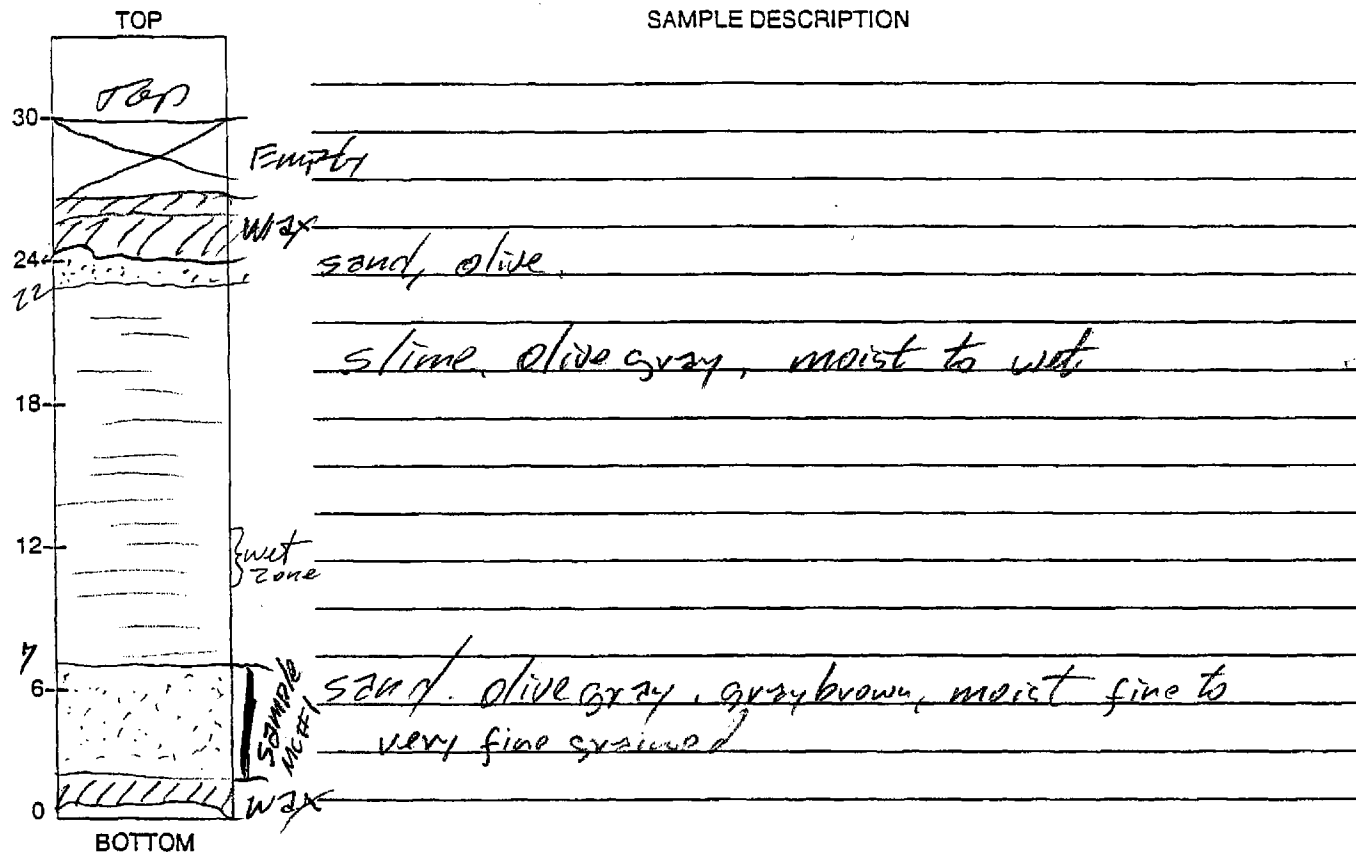 TOP
SAMPLE DESCRIPTION
Top
30
Empty
Wax
24
sand, olive.
22
slime, olive gray, moist to wet.
18
12
wet
zone
7
6
sample
MC#1
sand. olive gray, gray brown, moist fine to
very fine grained
0
wax
BOTTOM